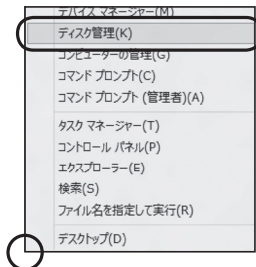 デバイス マネージャー(M)
ディスク管理(K)
コンピューターの管理(G)
コマンド プロンプト(C)
コマンド プロンプト (管理者)(A)
タスク マネージャー(T)
コントロール パネル(P)
エクスプローラー(E)
検索(S)
ファイル名を指定して実行(R)
デスクトップ(D)